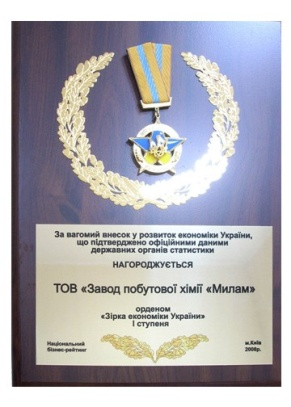 За вагомий внесок у розвиток економіки України,
що підтверджено офіційними даними
державних органів статистики
НАГОРОДЖУЄТЬСЯ
ТОВ «Завод побутової хімії «Милам»
орденом
«Зірка економіки України»
І ступеня
Національний
бізнес-рейтинг
м.Київ
2008р.